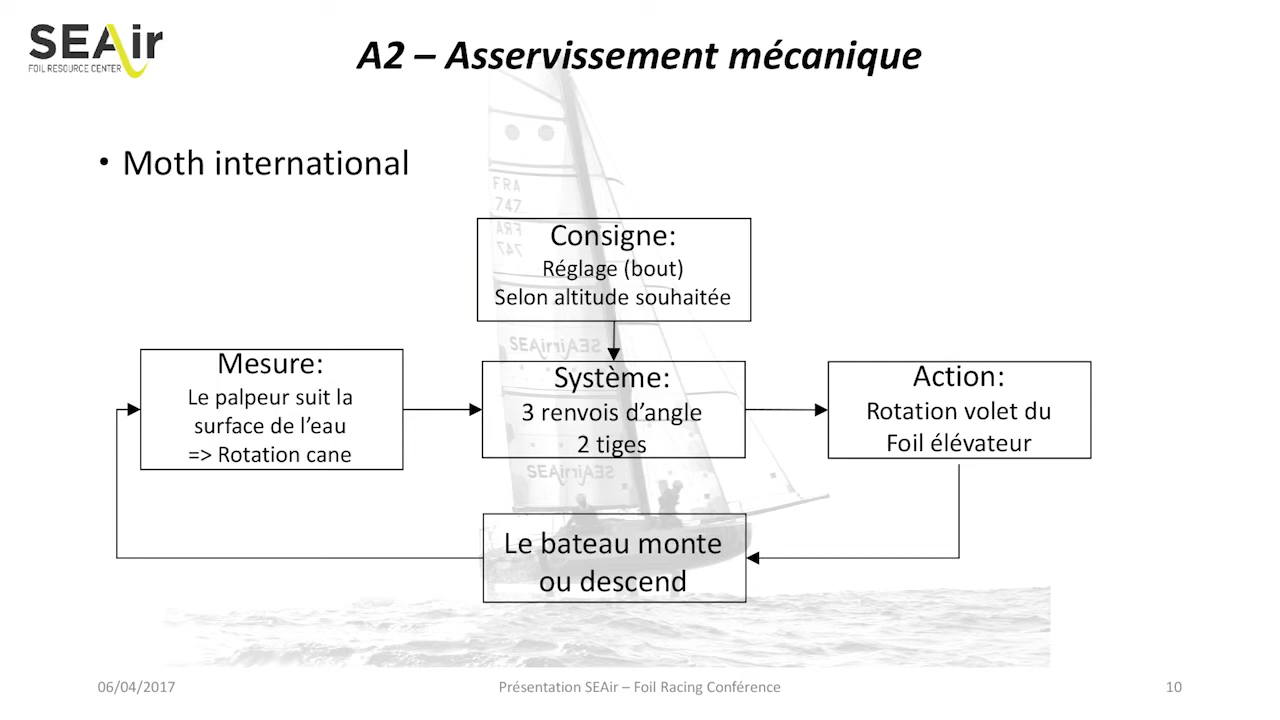 SEAir
FOIL RESOURCE CENTER
A2 – Asservissement mécanique
• Moth international
FRA
747
Consigne:
Réglage (bout)
Selon altitude souhaitée
Mesure:
Le palpeur suit la
surface de l’eau
=> Rotation cane
Système:
3 renvois d’angle
2 tiges
Action:
Rotation volet du
Foil élévateur
Le bateau monte
ou descend
06/04/2017
Présentation SEAir – Foil Racing Conférence
10